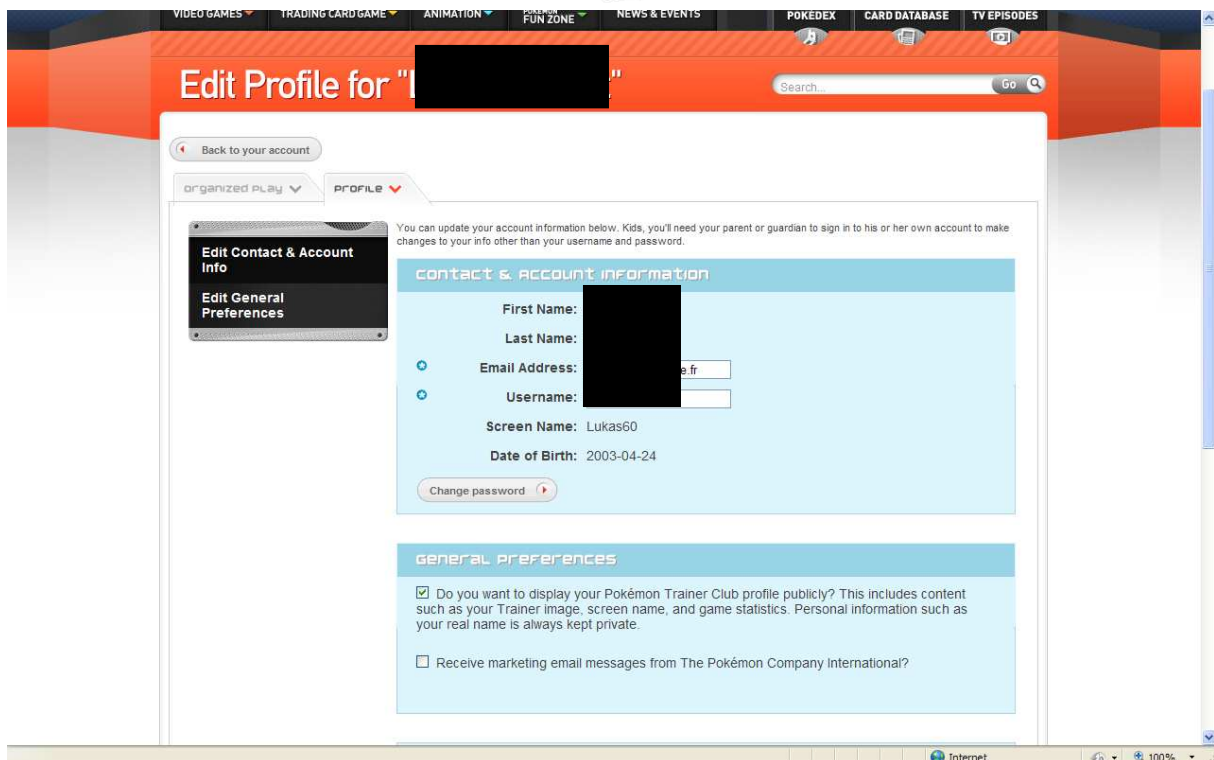 VIDEO GAMES TRADING CARD GAME ANIMATION POKÉMON FUN ZONE NEWS & EVENTS POKÉDEX CARD DATABASE TV EPISODES
Edit Profile for " "
Search... Go
Back to your account
Organized Play Profile
Edit Contact & Account
Info
Edit General
Preferences
You can update your account information below. Kids, you'll need your parent or guardian to sign in to his or her own account to make
changes to your info other than your username and password.
Contact & Account Information
First Name:
Last Name:
Email Address: e.fr
Username:
Screen Name: Lukas60
Date of Birth: 2003-04-24
Change password
General Preferences
Do you want to display your Pokémon Trainer Club profile publicly? This includes content
such as your Trainer image, screen name, and game statistics. Personal information such as
your real name is always kept private.
Receive marketing email messages from The Pokémon Company International?
Internet 100%